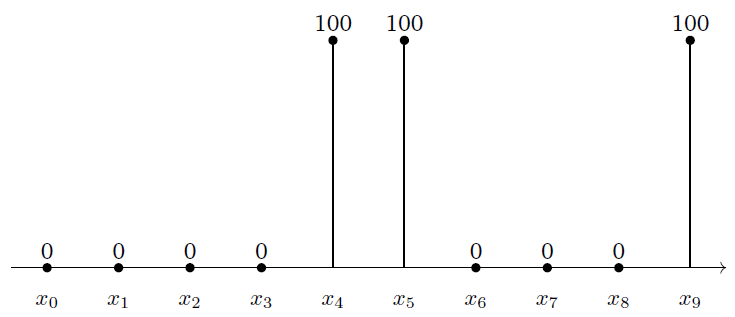 100 100 100
0 0 0 0 0 0 0
x₀ x₁ x₂ x₃ x₄ x₅ x₆ x₇ x₈ x₉